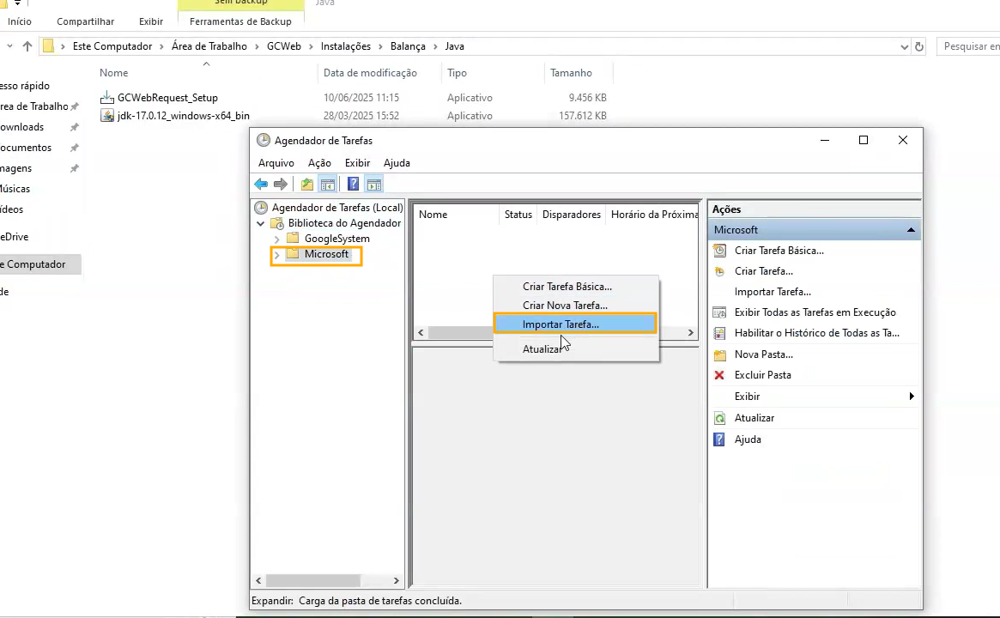 Sem backup
Java
Início Compartilhar Exibir Ferramentas de Backup
Este Computador Área de Trabalho GCWeb Instalações Balança Java
Pesquisar em
Nome Data de modificação Tipo Tamanho
GCWebRequest_Setup 10/06/2025 11:15 Aplicativo 9.456 KB
jdk-17.0.12_windows-x64_bin 28/03/2025 15:52 Aplicativo 157.612 KB
esso rápido
rea de Trabalho
ownloads
ocumentos
magens
Músicas
ídeos
eDrive
e Computador
de
Agendador de Tarefas
Arquivo Ação Exibir Ajuda
Agendador de Tarefas (Local)
Biblioteca do Agendador
GoogleSystem
Microsoft
Nome Status Disparadores Horário da Próxima
Criar Tarefa Básica...
Criar Nova Tarefa...
Importar Tarefa...
Atualizar
Ações
Microsoft
Criar Tarefa Básica...
Criar Tarefa...
Importar Tarefa...
Exibir Todas as Tarefas em Execução
Habilitar o Histórico de Todas as Ta...
Nova Pasta...
Excluir Pasta
Exibir
Atualizar
Ajuda
Expandir: Carga da pasta de tarefas concluída.